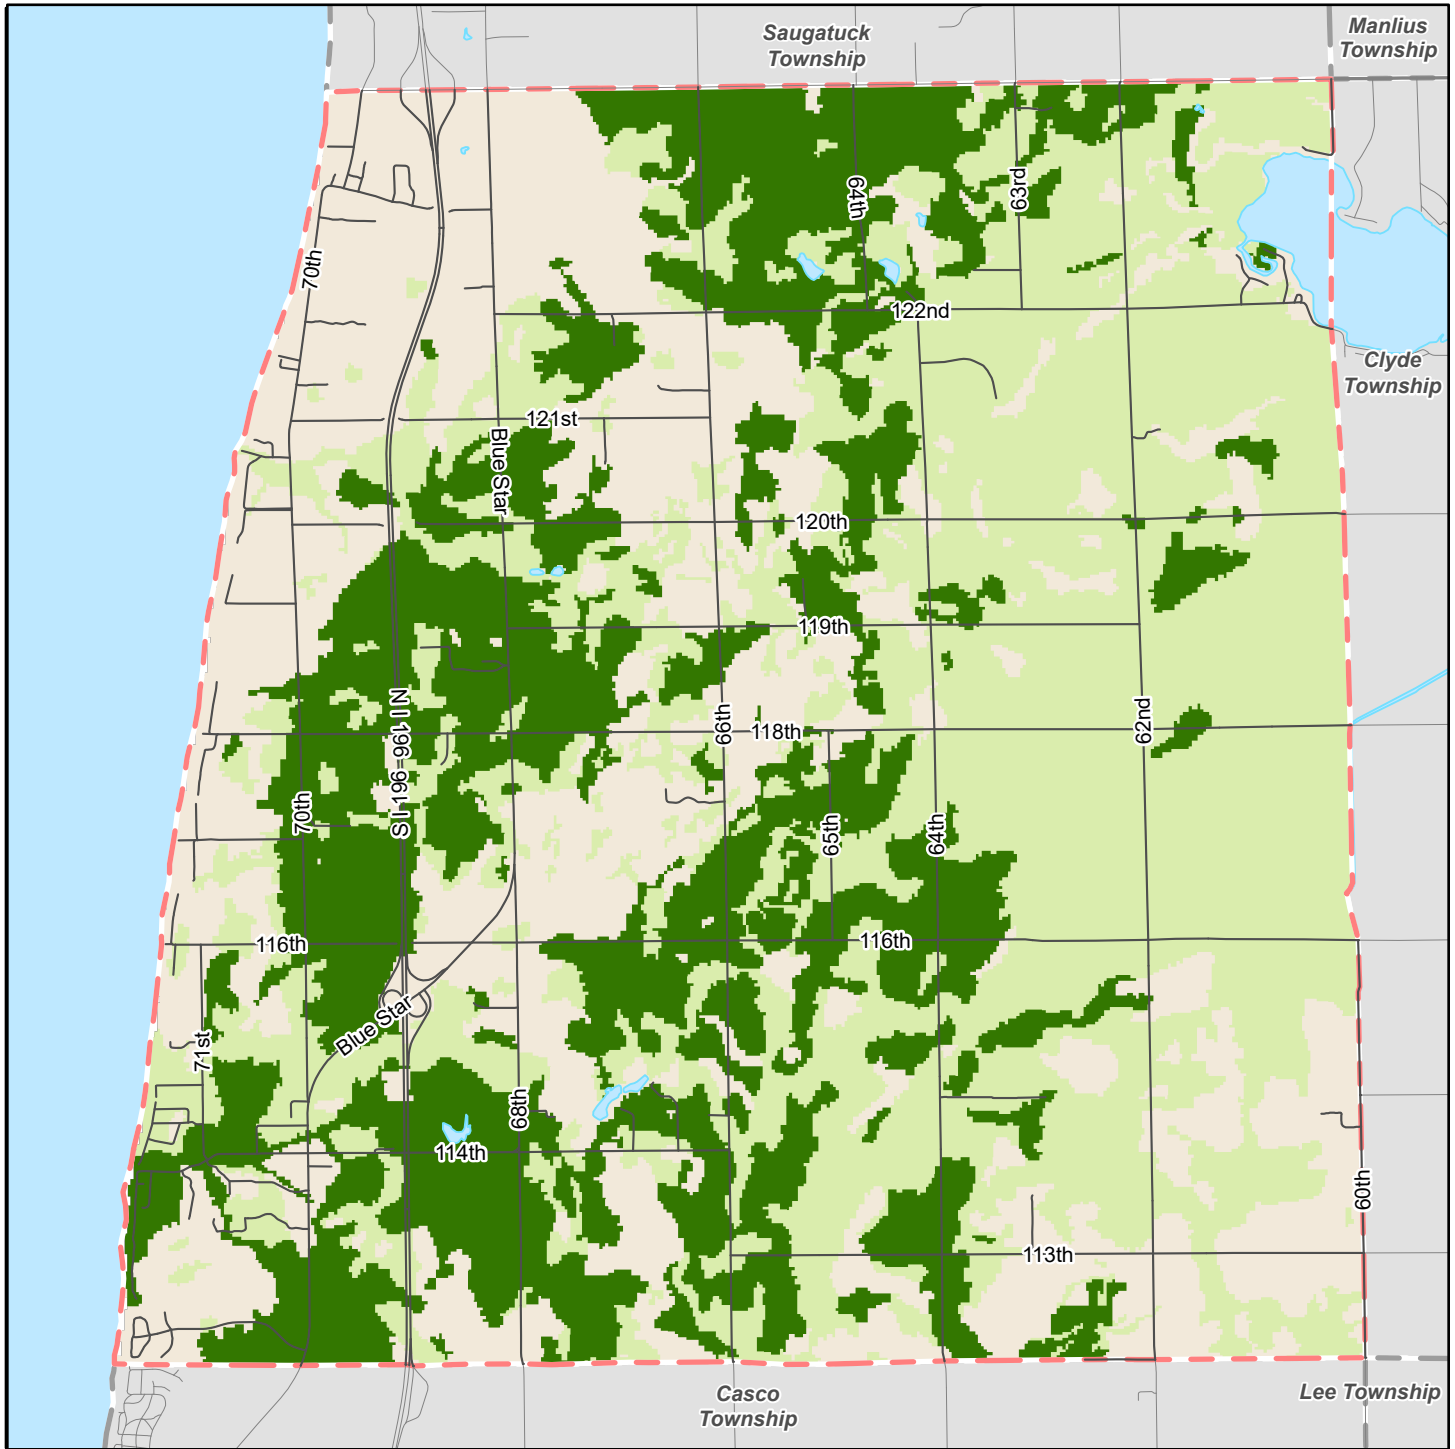 Saugatuck
Township
Manlius
Township
64th
63rd
70th
122nd
Clyde
Township
121st
Blue Star
120th
119th
N I 196
S I 196
66th
118th
62nd
70th
65th
64th
116th
116th
Blue Star
71st
68th
114th
60th
113th
Casco
Township
Lee Township